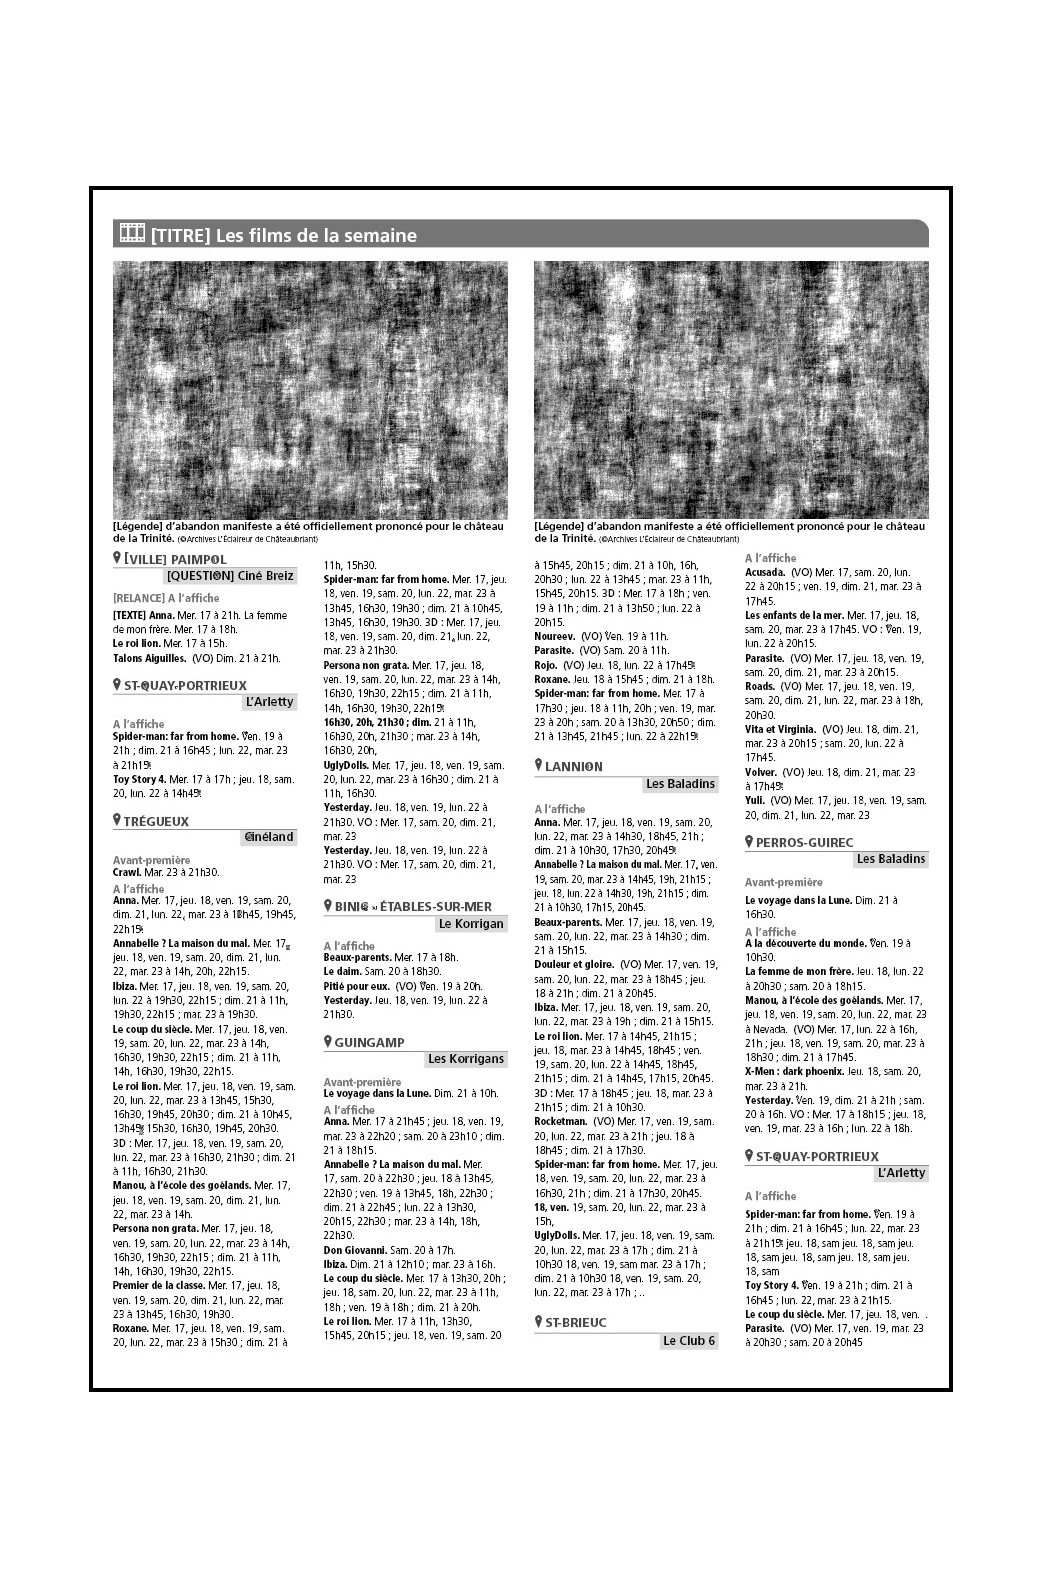 [TITRE] Les films de la semaine
[Légende] d'abandon manifeste a été officiellement prononcé pour le château
de la Trinité. (©Archives L'Éclaireur de Châteaubriant)
[Légende] d'abandon manifeste a été officiellement prononcé pour le château
de la Trinité. (©Archives L'Éclaireur de Châteaubriant)
[VILLE] PAIMPOL
[QUESTION] Ciné Breiz
[RELANCE] A l'affiche
[TEXTE] Anna. Mer. 17 à 21h. La femme
de mon frère. Mer. 17 à 18h.
Le roi lion. Mer. 17 à 15h.
Talons Aiguilles. (VO) Dim. 21 à 21h.
ST-QUAY-PORTRIEUX
L'Arletty
A l'affiche
Spider-man: far from home. Ven. 19 à
21h ; dim. 21 à 16h45 ; lun. 22, mar. 23
à 21h15.
Toy Story 4. Mer. 17 à 17h ; jeu. 18, sam.
20, lun. 22 à 14h45.
TRÉGUEUX
Cinéland
Avant-première
Crawl. Mar. 23 à 21h30.
A l'affiche
Anna. Mer. 17, jeu. 18, ven. 19, sam. 20,
dim. 21, lun. 22, mar. 23 à 18h45, 19h45,
22h15.
Annabelle ? La maison du mal. Mer. 17,
jeu. 18, ven. 19, sam. 20, dim. 21, lun.
22, mar. 23 à 14h, 20h, 22h15.
Ibiza. Mer. 17, jeu. 18, ven. 19, sam. 20,
lun. 22 à 19h30, 22h15 ; dim. 21 à 11h,
19h30, 22h15 ; mar. 23 à 19h30.
Le coup du siècle. Mer. 17, jeu. 18, ven.
19, sam. 20, lun. 22, mar. 23 à 14h,
16h30, 19h30, 22h15 ; dim. 21 à 11h,
14h, 16h30, 19h30, 22h15.
Le roi lion. Mer. 17, jeu. 18, ven. 19, sam.
20, lun. 22, mar. 23 à 13h45, 15h30,
16h30, 19h45, 20h30 ; dim. 21 à 10h45,
13h45, 15h30, 16h30, 19h45, 20h30.
3D : Mer. 17, jeu. 18, ven. 19, sam. 20,
lun. 22, mar. 23 à 16h30, 21h30 ; dim. 21
à 11h, 16h30, 21h30.
Manou, à l'école des goélands. Mer. 17,
jeu. 18, ven. 19, sam. 20, dim. 21, lun.
22, mar. 23 à 14h.
Persona non grata. Mer. 17, jeu. 18,
ven. 19, sam. 20, lun. 22, mar. 23 à 14h,
16h30, 19h30, 22h15 ; dim. 21 à 11h,
14h, 16h30, 19h30, 22h15.
Premier de la classe. Mer. 17, jeu. 18,
ven. 19, sam. 20, dim. 21, lun. 22, mar.
23 à 13h45, 16h30, 19h30.
Roxane. Mer. 17, jeu. 18, ven. 19, sam.
20, lun. 22, mar. 23 à 15h30 ; dim. 21 à
11h, 15h30.
Spider-man: far from home. Mer. 17, jeu.
18, ven. 19, sam. 20, lun. 22, mar. 23 à
13h45, 16h30, 19h30 ; dim. 21 à 10h45,
13h45, 16h30, 19h30. 3D : Mer. 17, jeu.
18, ven. 19, sam. 20, dim. 21, lun. 22,
mar. 23 à 21h30.
Persona non grata. Mer. 17, jeu. 18,
ven. 19, sam. 20, lun. 22, mar. 23 à 14h,
16h30, 19h30, 22h15 ; dim. 21 à 11h,
14h, 16h30, 19h30, 22h15.
16h30, 20h, 21h30 ; dim. 21 à 11h,
16h30, 20h, 21h30 ; mar. 23 à 14h,
16h30, 20h,
UglyDolls. Mer. 17, jeu. 18, ven. 19, sam.
20, lun. 22, mar. 23 à 16h30 ; dim. 21 à
11h, 16h30.
Yesterday. Jeu. 18, ven. 19, lun. 22 à
21h30. VO : Mer. 17, sam. 20, dim. 21,
mar. 23
Yesterday. Jeu. 18, ven. 19, lun. 22 à
21h30. VO : Mer. 17, sam. 20, dim. 21,
mar. 23
BINIC - ÉTABLES-SUR-MER
Le Korrigan
A l'affiche
Beaux-parents. Mer. 17 à 18h.
Le daim. Sam. 20 à 18h30.
Pitié pour eux. (VO) Ven. 19 à 20h.
Yesterday. Jeu. 18, ven. 19, lun. 22 à
21h30.
GUINGAMP
Les Korrigans
Avant-première
Le voyage dans la Lune. Dim. 21 à 10h.
A l'affiche
Anna. Mer. 17 à 21h45 ; jeu. 18, ven. 19,
mar. 23 à 22h20 ; sam. 20 à 23h10 ; dim.
21 à 18h15.
Annabelle ? La maison du mal. Mer.
17, sam. 20 à 22h30 ; jeu. 18 à 13h45,
22h30 ; ven. 19 à 13h45, 18h, 22h30 ;
dim. 21 à 22h45 ; lun. 22 à 13h30,
20h15, 22h30 ; mar. 23 à 14h, 18h,
22h30.
Don Giovanni. Sam. 20 à 17h.
Ibiza. Dim. 21 à 12h10 ; mar. 23 à 16h.
Le coup du siècle. Mer. 17 à 13h30, 20h ;
jeu. 18, sam. 20, lun. 22, mar. 23 à 11h,
18h ; ven. 19 à 18h ; dim. 21 à 20h.
Le roi lion. Mer. 17 à 11h, 13h30,
15h45, 20h15 ; jeu. 18, ven. 19, sam. 20
à 15h45, 20h15 ; dim. 21 à 10h, 16h,
20h30 ; lun. 22 à 13h45 ; mar. 23 à 11h,
15h45, 20h15. 3D : Mer. 17 à 18h ; ven.
19 à 11h ; dim. 21 à 13h50 ; lun. 22 à
20h15.
Noureev. (VO) Ven. 19 à 11h.
Parasite. (VO) Sam. 20 à 11h.
Rojo. (VO) Jeu. 18, lun. 22 à 17h45.
Roxane. Jeu. 18 à 15h45 ; dim. 21 à 18h.
Spider-man: far from home. Mer. 17 à
17h30 ; jeu. 18 à 11h, 20h ; ven. 19, mar.
23 à 20h ; sam. 20 à 13h30, 20h50 ; dim.
21 à 13h45, 21h45 ; lun. 22 à 22h15.
LANNION
Les Baladins
A l'affiche
Anna. Mer. 17, jeu. 18, ven. 19, sam. 20,
lun. 22, mar. 23 à 14h30, 18h45, 21h ;
dim. 21 à 10h30, 17h30, 20h45.
Annabelle ? La maison du mal. Mer. 17, ven.
19, sam. 20, mar. 23 à 14h45, 19h, 21h15 ;
jeu. 18, lun. 22 à 14h30, 19h, 21h15 ; dim.
21 à 10h30, 17h15, 20h45.
Beaux-parents. Mer. 17, jeu. 18, ven. 19,
sam. 20, lun. 22, mar. 23 à 14h30 ; dim.
21 à 15h15.
Douleur et gloire. (VO) Mer. 17, ven. 19,
sam. 20, lun. 22, mar. 23 à 18h45 ; jeu.
18 à 21h ; dim. 21 à 20h45.
Ibiza. Mer. 17, jeu. 18, ven. 19, sam. 20,
lun. 22, mar. 23 à 19h ; dim. 21 à 15h15.
Le roi lion. Mer. 17 à 14h45, 21h15 ;
jeu. 18, mar. 23 à 14h45, 18h45 ; ven.
19, sam. 20, lun. 22 à 14h45, 18h45,
21h15 ; dim. 21 à 14h45, 17h15, 20h45.
3D : Mer. 17 à 18h45 ; jeu. 18, mar. 23 à
21h15 ; dim. 21 à 10h30.
Rocketman. (VO) Mer. 17, ven. 19, sam.
20, lun. 22, mar. 23 à 21h ; jeu. 18 à
18h45 ; dim. 21 à 17h30.
Spider-man: far from home. Mer. 17, jeu.
18, ven. 19, sam. 20, lun. 22, mar. 23 à
16h30, 21h ; dim. 21 à 17h30, 20h45.
18, ven. 19, sam. 20, lun. 22, mar. 23 à
15h,
UglyDolls. Mer. 17, jeu. 18, ven. 19, sam.
20, lun. 22, mar. 23 à 17h ; dim. 21 à
10h30 18, ven. 19, sam mar. 23 à 17h ;
dim. 21 à 10h30 18, ven. 19, sam. 20,
lun. 22, mar. 23 à 17h ; ..
ST-BRIEUC
Le Club 6
A l'affiche
Acusada. (VO) Mer. 17, sam. 20, lun.
22 à 20h15 ; ven. 19, dim. 21, mar. 23 à
17h45.
Les enfants de la mer. Mer. 17, jeu. 18,
sam. 20, mar. 23 à 17h45. VO : Ven. 19,
lun. 22 à 20h15.
Parasite. (VO) Mer. 17, jeu. 18, ven. 19,
sam. 20, dim. 21, mar. 23 à 20h15.
Roads. (VO) Mer. 17, jeu. 18, ven. 19,
sam. 20, dim. 21, lun. 22, mar. 23 à 18h,
20h30.
Vita et Virginia. (VO) Jeu. 18, dim. 21,
mar. 23 à 20h15 ; sam. 20, lun. 22 à
17h45.
Volver. (VO) Jeu. 18, dim. 21, mar. 23
à 17h45.
Yuli. (VO) Mer. 17, jeu. 18, ven. 19, sam.
20, dim. 21, lun. 22, mar. 23
PERROS-GUIREC
Les Baladins
Avant-première
Le voyage dans la Lune. Dim. 21 à
16h30.
A l'affiche
A la découverte du monde. Ven. 19 à
10h30.
La femme de mon frère. Jeu. 18, lun. 22
à 20h30 ; sam. 20 à 18h15.
Manou, à l'école des goélands. Mer. 17,
jeu. 18, ven. 19, sam. 20, lun. 22, mar. 23
à Nevada. (VO) Mer. 17, lun. 22 à 16h,
21h ; jeu. 18, ven. 19, sam. 20, mar. 23 à
18h30 ; dim. 21 à 17h45.
X-Men : dark phoenix. Jeu. 18, sam. 20,
mar. 23 à 21h.
Yesterday. Ven. 19, dim. 21 à 21h ; sam.
20 à 16h. VO : Mer. 17 à 18h15 ; jeu. 18,
ven. 19, mar. 23 à 16h ; lun. 22 à 18h.
ST-QUAY-PORTRIEUX
L'Arletty
A l'affiche
Spider-man: far from home. Ven. 19 à
21h ; dim. 21 à 16h45 ; lun. 22, mar. 23
à 21h15. jeu. 18, sam jeu. 18, sam jeu.
18, sam jeu. 18, sam jeu. 18, sam jeu.
18, sam
Toy Story 4. Ven. 19 à 21h ; dim. 21 à
16h45 ; lun. 22, mar. 23 à 21h15.
Le coup du siècle. Mer. 17, jeu. 18, ven. .
Parasite. (VO) Mer. 17, ven. 19, mar. 23
à 20h30 ; sam. 20 à 20h45